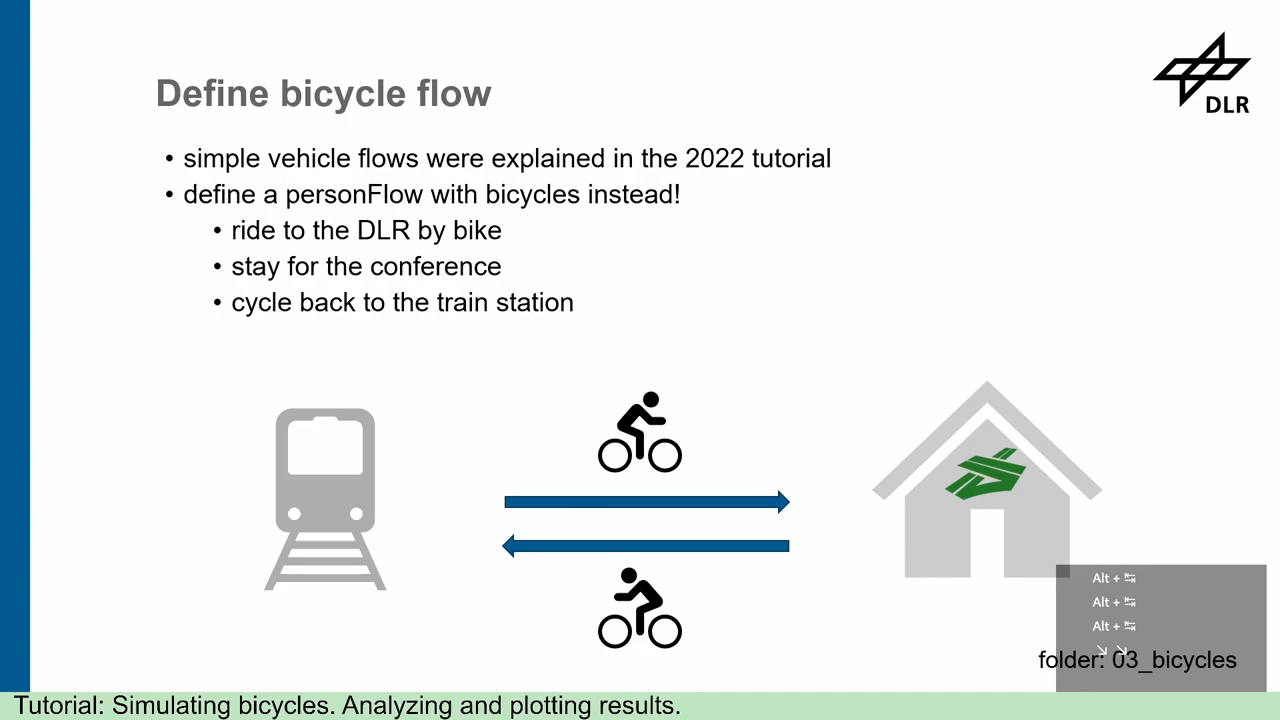 Define bicycle flow
DLR
• simple vehicle flows were explained in the 2022 tutorial
• define a personFlow with bicycles instead!
• ride to the DLR by bike
• stay for the conference
• cycle back to the train station
Alt + ↹
Alt + ↹
Alt + ↹
↘ ↘
folder: 03_bicycles
Tutorial: Simulating bicycles. Analyzing and plotting results.